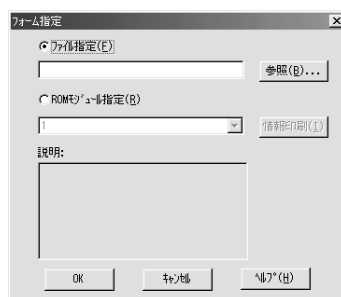 フォーム指定
ﾌｧｲﾙ指定(F)
参照(B)...
ROMﾓｼﾞｭｰﾙ指定(R)
1
情報印刷(I)
説明:
OK
ｷｬﾝｾﾙ
ﾍﾙﾌﾟ(H)